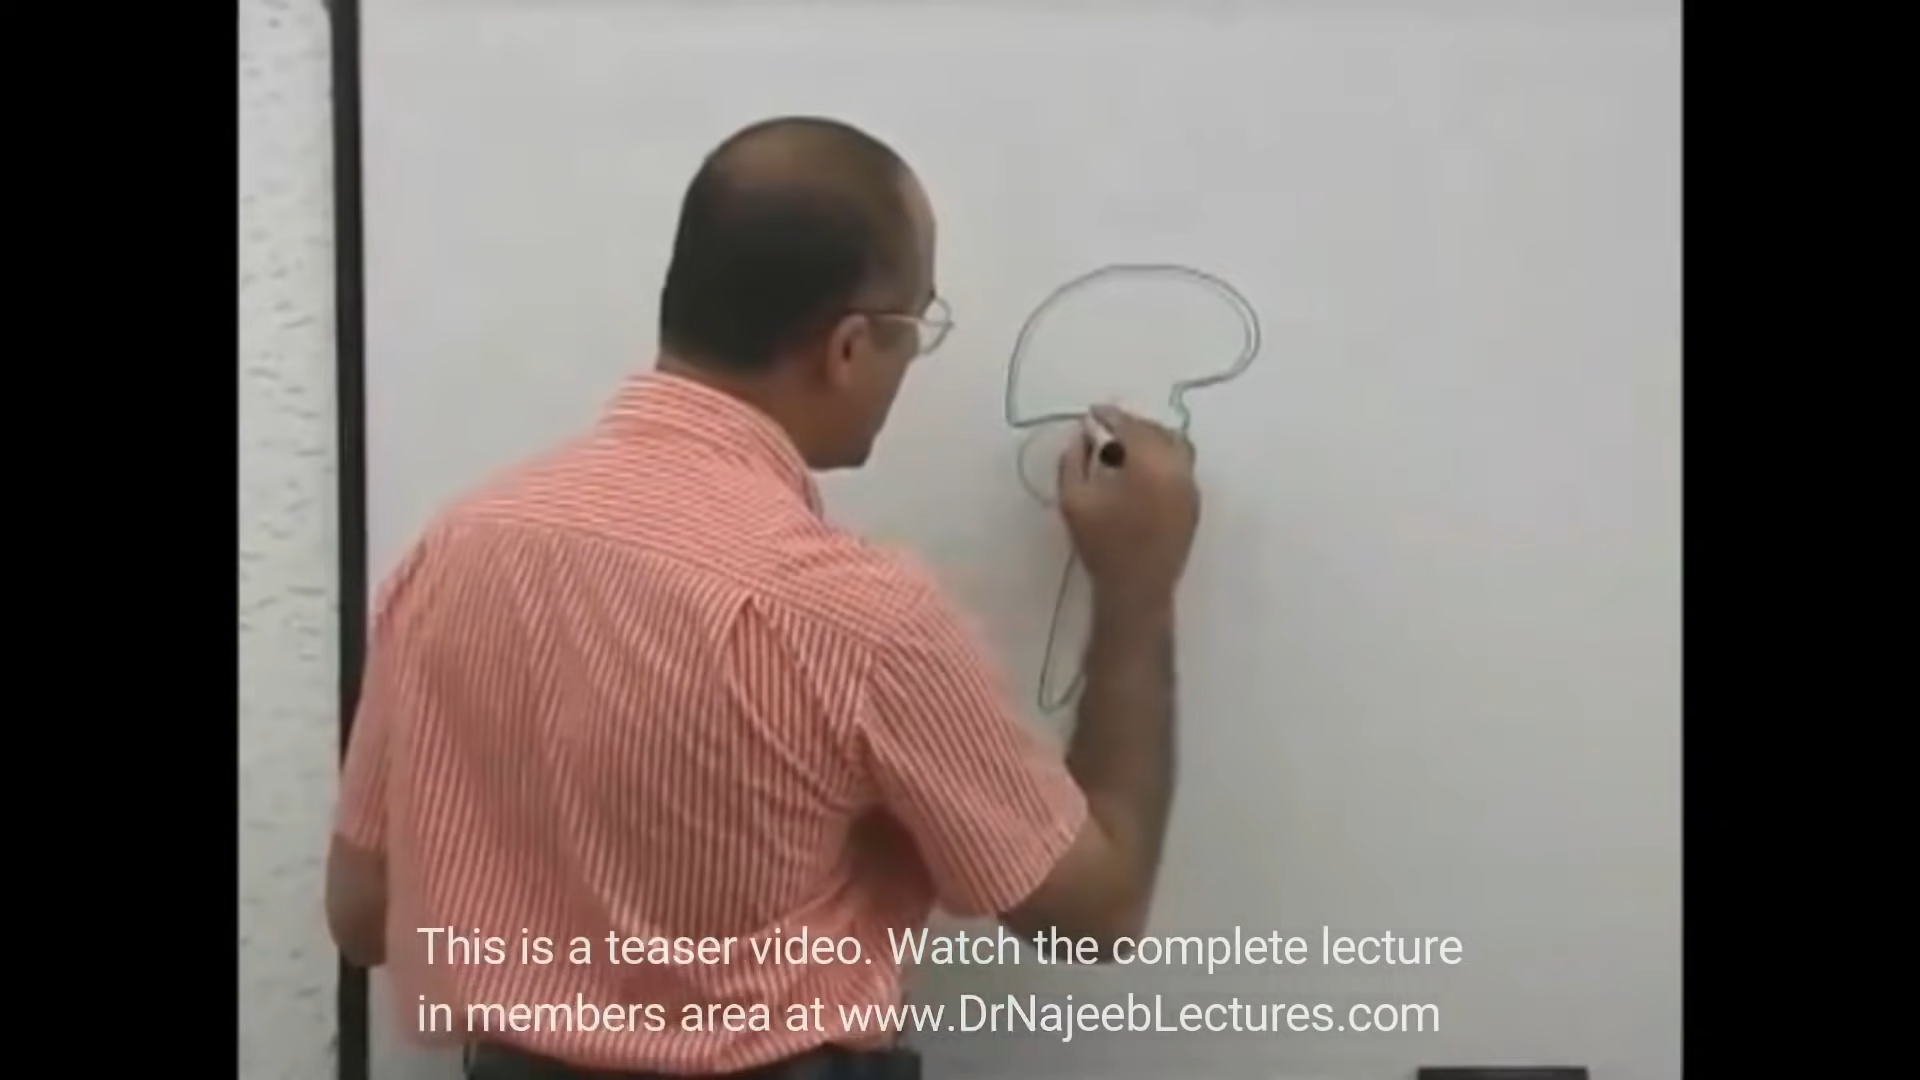 This is a teaser video. Watch the complete lecture
in members area at www.DrNajeebLectures.com